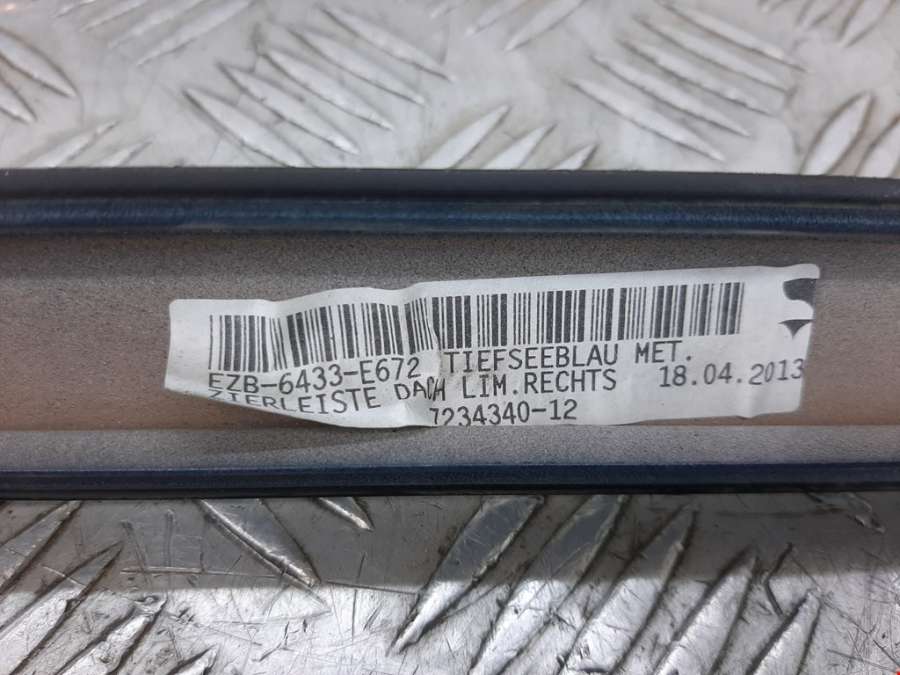 EZB-6433-E672 TIEFSEEBLAU MET.
ZIERLEISTE DACH LIM.RECHTS 18.04.2013
7234340-12